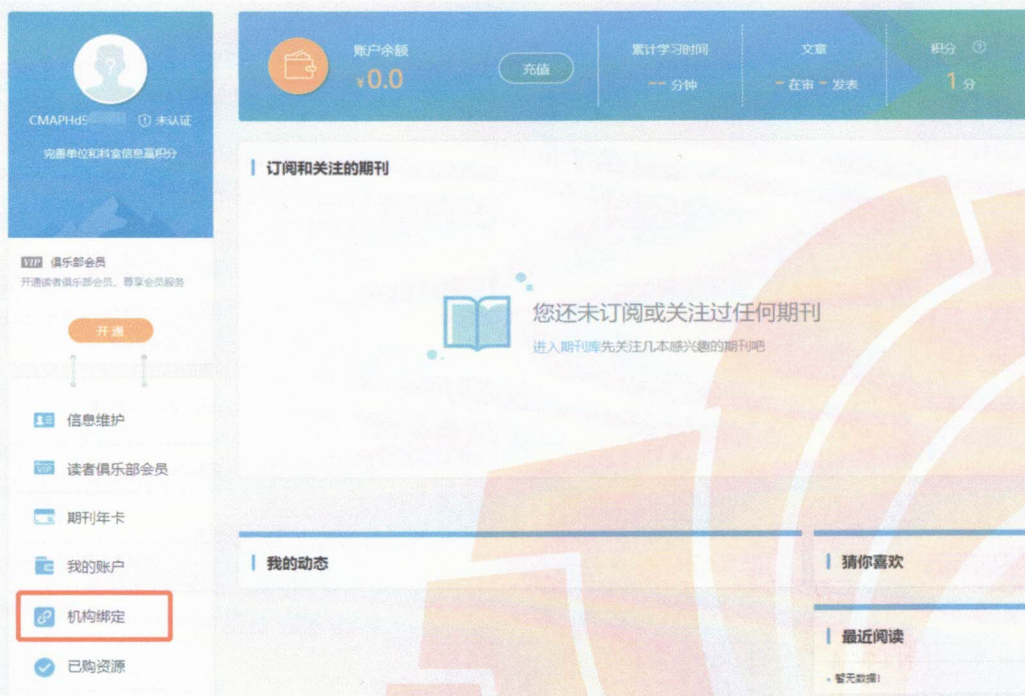 CMAPHd5
未认证
完善单位和科室信息赢积分
VIP 俱乐部会员
开通读者俱乐部会员，尊享会员服务
开通
信息维护
读者俱乐部会员
期刊年卡
我的账户
机构绑定
已购资源
账户余额
¥0.0
充值
累计学习时间
-- 分钟
文章
- 在审 - 发表
积分
1 分
订阅和关注的期刊
您还未订阅或关注过任何期刊
进入期刊库先关注几本感兴趣的期刊吧
我的动态
猜你喜欢
最近阅读
暂无数据!